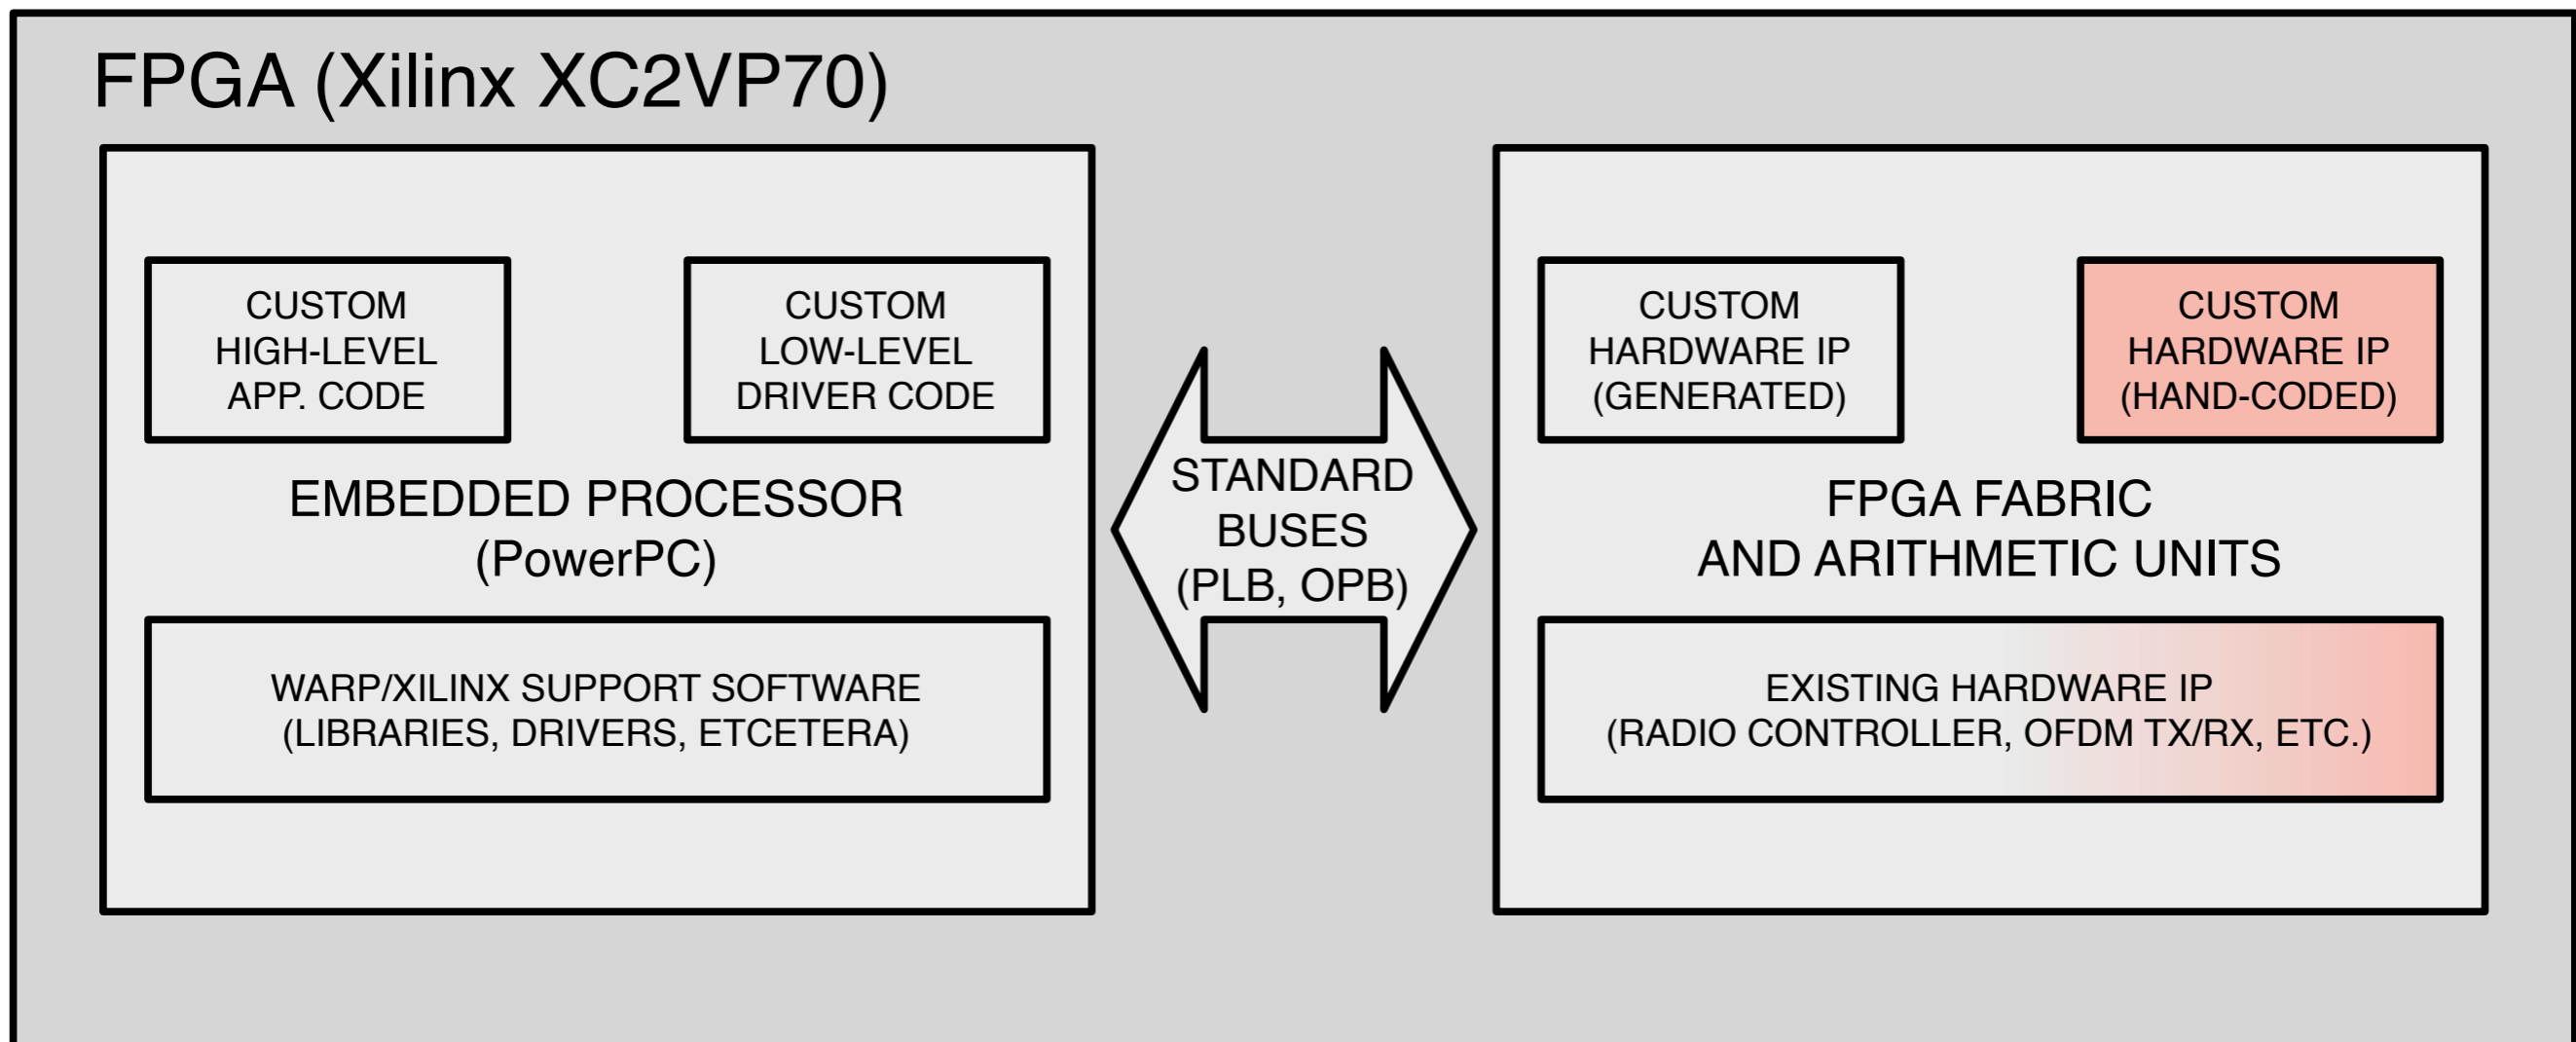 FPGA (Xilinx XC2VP70)
CUSTOM
HIGH-LEVEL
APP. CODE
CUSTOM
LOW-LEVEL
DRIVER CODE
EMBEDDED PROCESSOR
(PowerPC)
WARP/XILINX SUPPORT SOFTWARE
(LIBRARIES, DRIVERS, ETCETERA)
STANDARD
BUSES
(PLB, OPB)
CUSTOM
HARDWARE IP
(GENERATED)
CUSTOM
HARDWARE IP
(HAND-CODED)
FPGA FABRIC
AND ARITHMETIC UNITS
EXISTING HARDWARE IP
(RADIO CONTROLLER, OFDM TX/RX, ETC.)